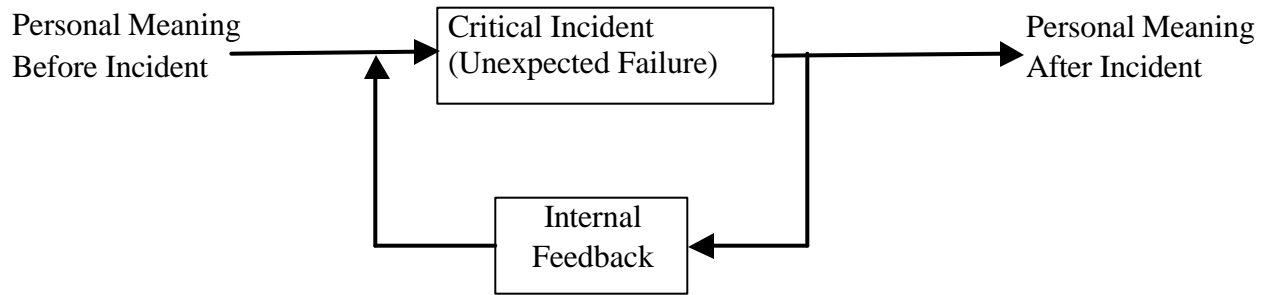 Personal Meaning
Before Incident
Critical Incident
(Unexpected Failure)
Personal Meaning
After Incident
Internal
Feedback